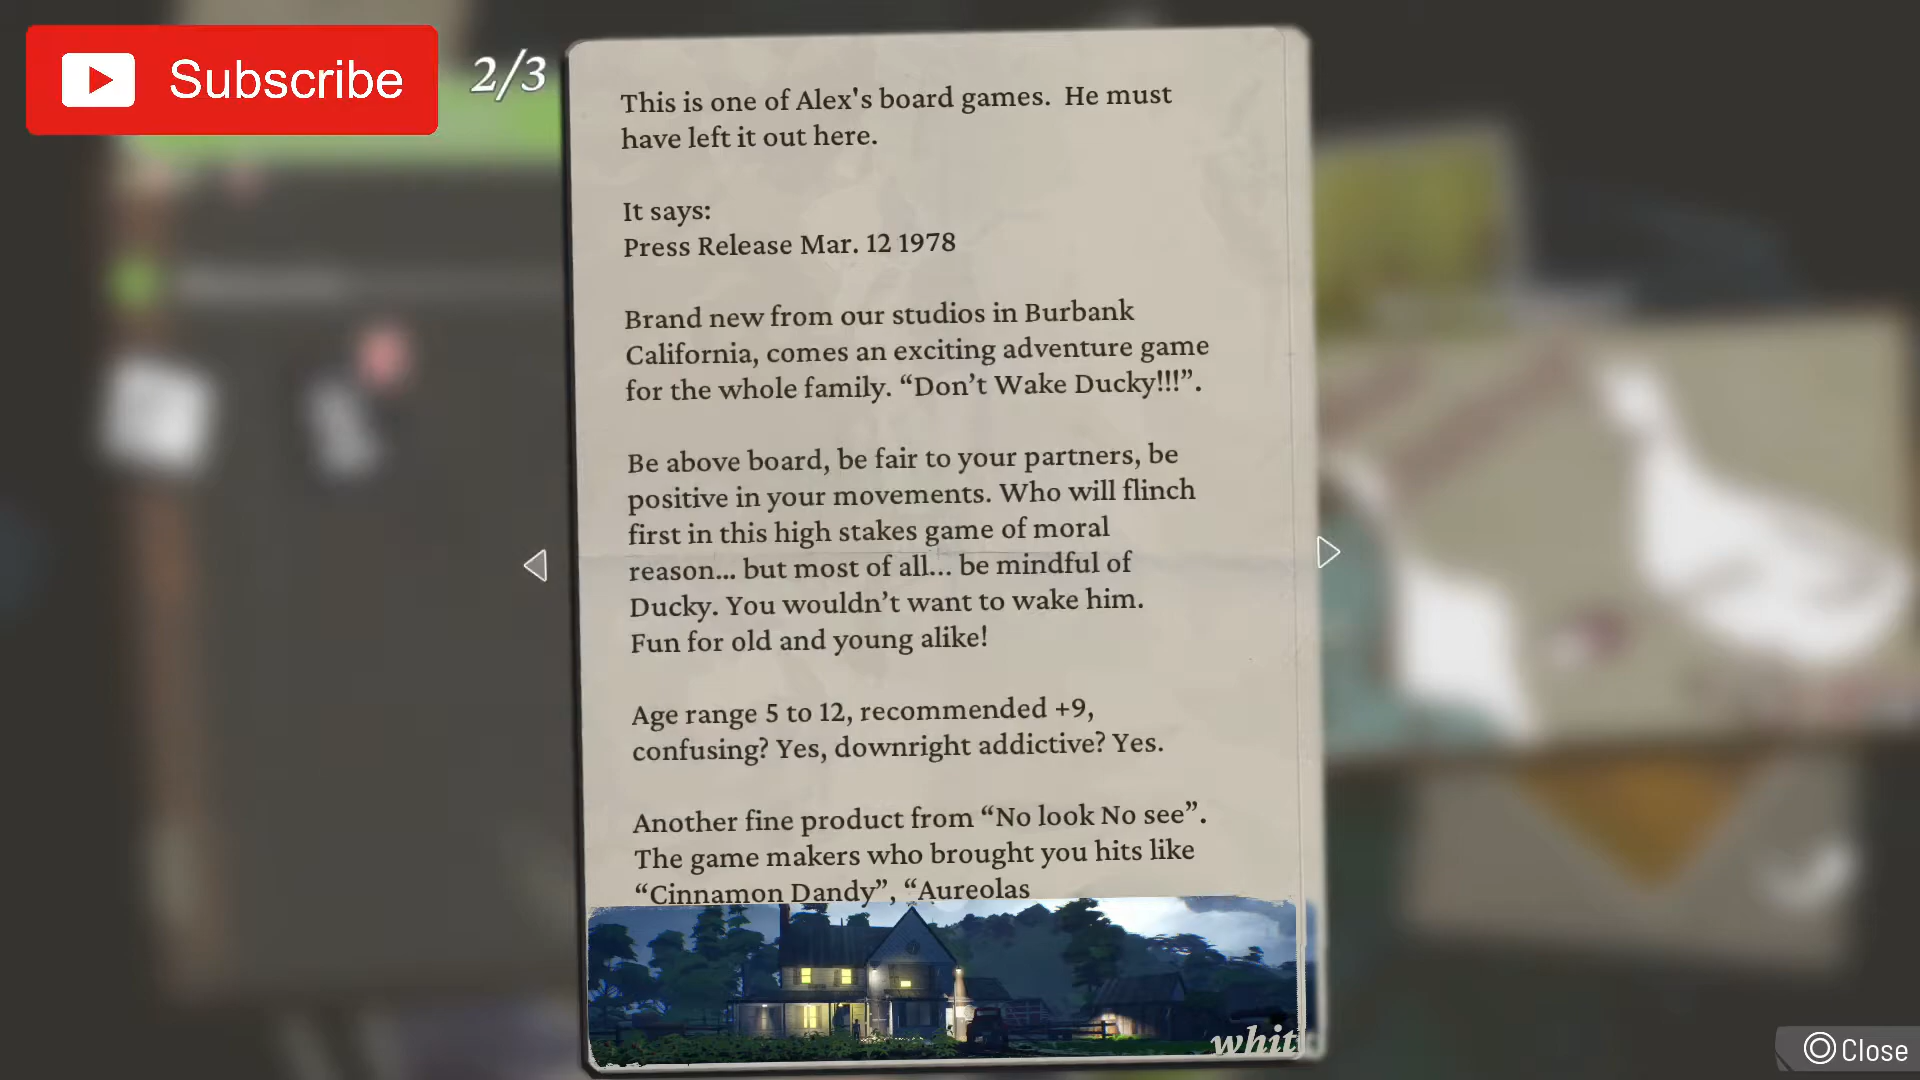 Subscribe
2/3
This is one of Alex's board games.  He must
have left it out here.
It says:
Press Release Mar. 12 1978
Brand new from our studios in Burbank
California, comes an exciting adventure game
for the whole family. “Don’t Wake Ducky!!!”.
Be above board, be fair to your partners, be
positive in your movements. Who will flinch
first in this high stakes game of moral
reason... but most of all... be mindful of
Ducky. You wouldn’t want to wake him.
Fun for old and young alike!
Age range 5 to 12, recommended +9,
confusing? Yes, downright addictive? Yes.
Another fine product from “No look No see”.
The game makers who brought you hits like
“Cinnamon Dandy”, “Aureolas
whit
Close